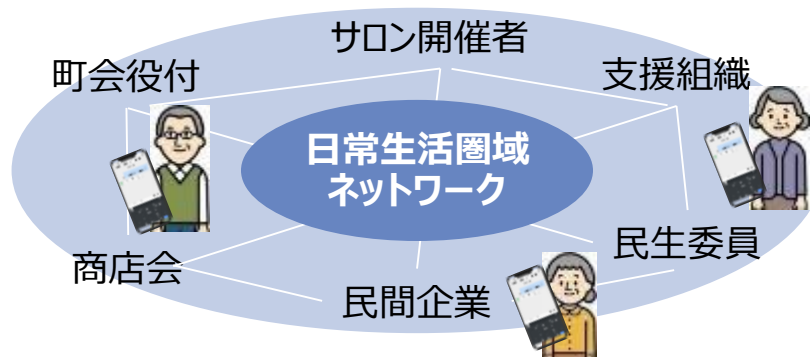 サロン開催者
町会役付
支援組織
日常生活圏域
ネットワーク
商店会
民生委員
民間企業